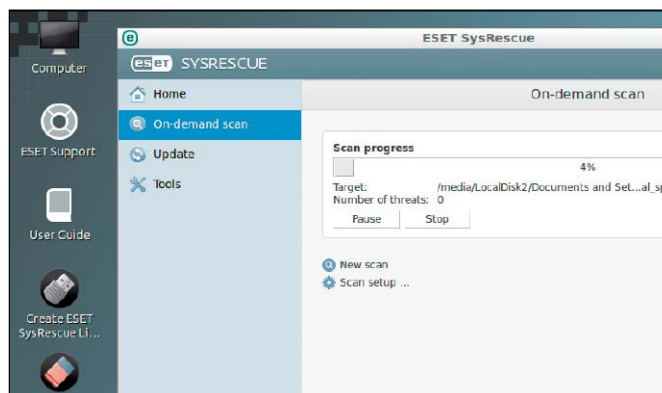 Computer
ESET Support
User Guide
Create ESET
SysRescue Li...
e
ESET SysRescue
eset SYSRESCUE
Home
On-demand scan
Update
Tools
On-demand scan
Scan progress
4%
Target: /media/LocalDisk2/Documents and Set...al_sp
Number of threats: 0
Pause Stop
New scan
Scan setup ...